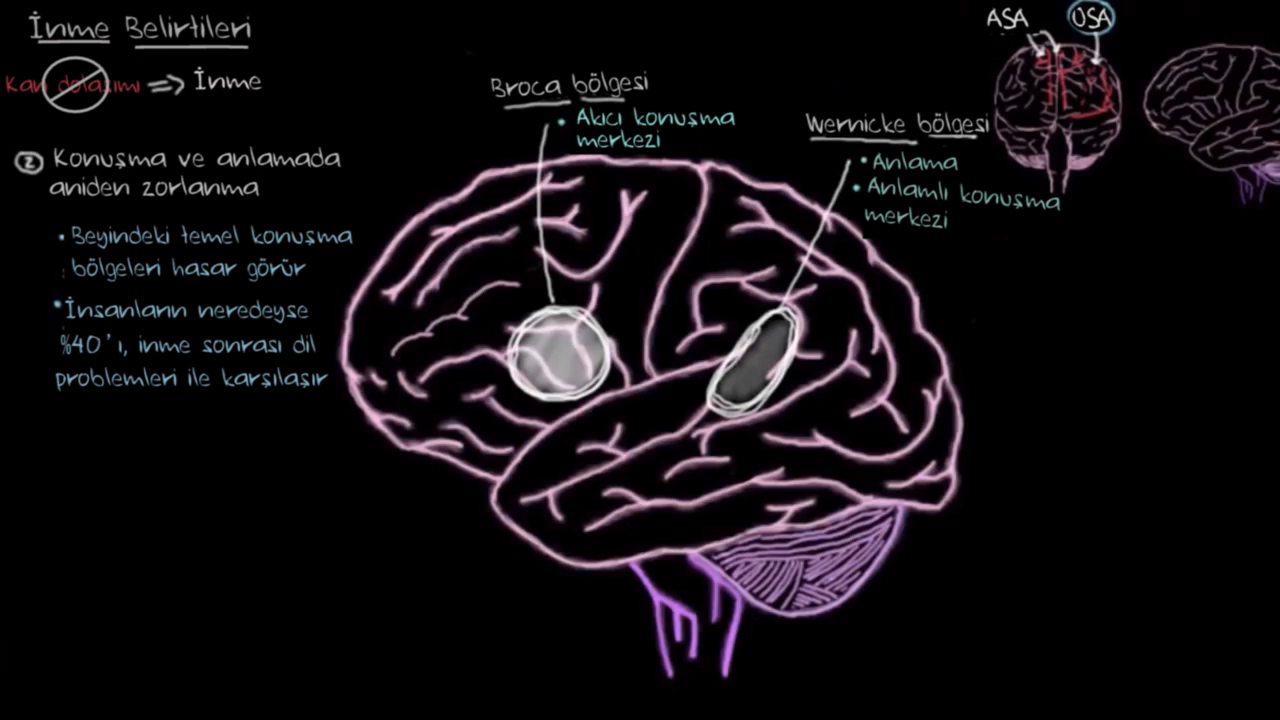 İnme Belirtileri
Kan dolaşımı => İnme
2 Konuşma ve anlamada
aniden zorlanma
• Beyindeki temel konuşma
bölgeleri hasar görür
• İnsanların neredeyse
%40'ı, inme sonrası dil
problemleri ile karşılaşır
Broca bölgesi
• Akıcı konuşma
merkezi
Wernicke bölgesi
• Anlama
• Anlamlı konuşma
merkezi
ASA
ÜSA